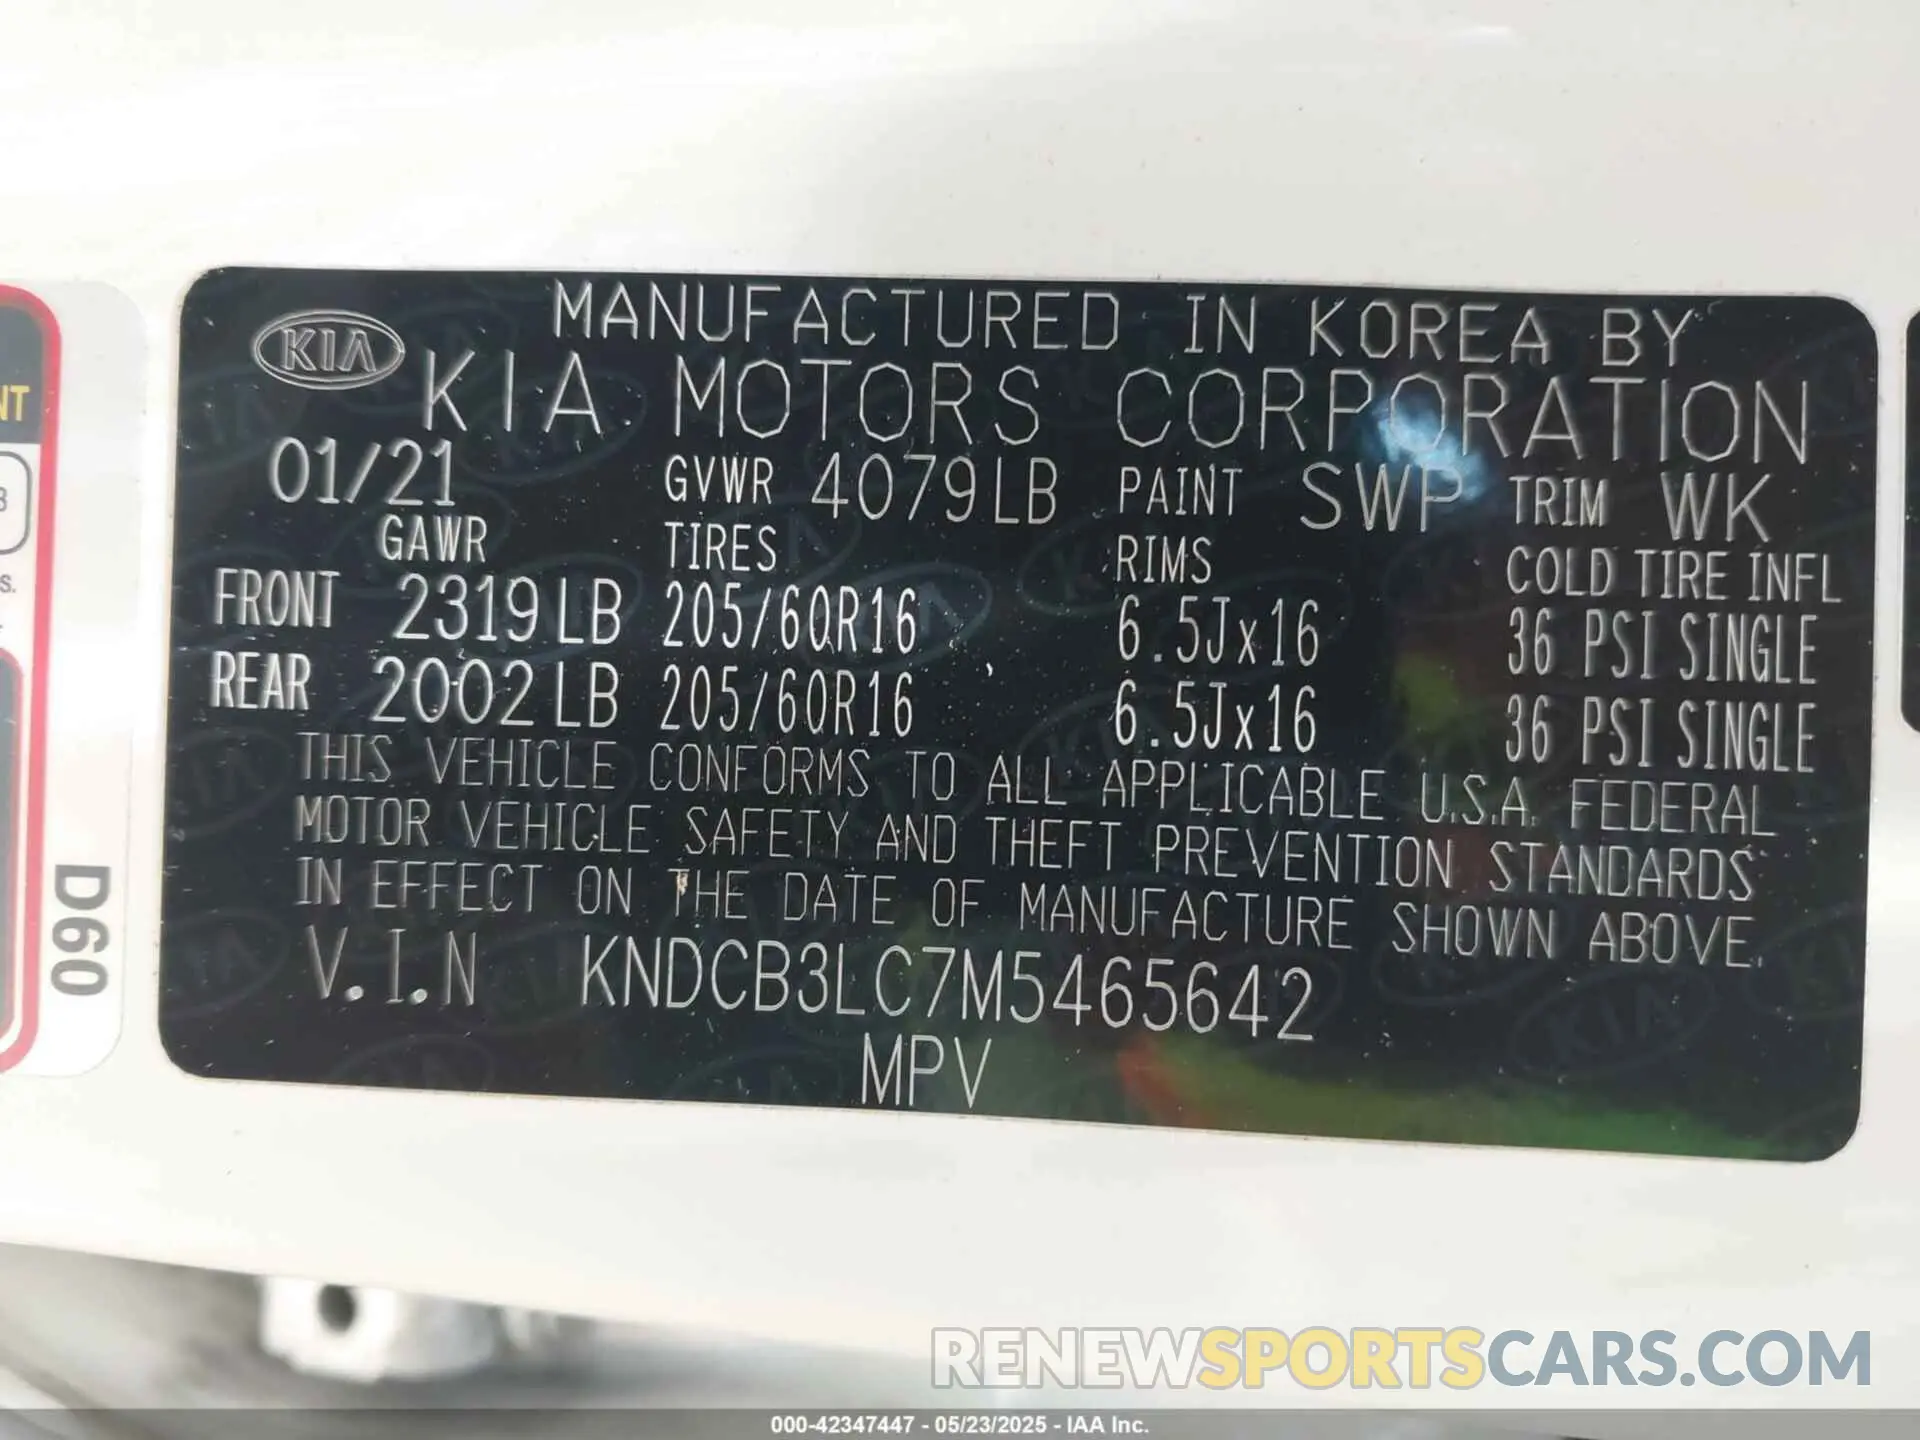 MANUFACTURED IN KOREA BY
KIA KIA MOTORS CORPORATION
01/21 GVWR 4079LB PAINT SWP TRIM WK
GAWR TIRES RIMS COLD TIRE INFL
FRONT 2319LB 205/60R16 6.5Jx16 36 PSI SINGLE
REAR 2002LB 205/60R16 6.5Jx16 36 PSI SINGLE
THIS VEHICLE CONFORMS TO ALL APPLICABLE U.S.A. FEDERAL
MOTOR VEHICLE SAFETY AND THEFT PREVENTION STANDARDS
IN EFFECT ON THE DATE OF MANUFACTURE SHOWN ABOVE.
V.I.N KNDCB3LC7M5465642
MPV
NT
D60
RENEWSPORTSCARS.COM
000-42347447 - 05/23/2025 - IAA Inc.